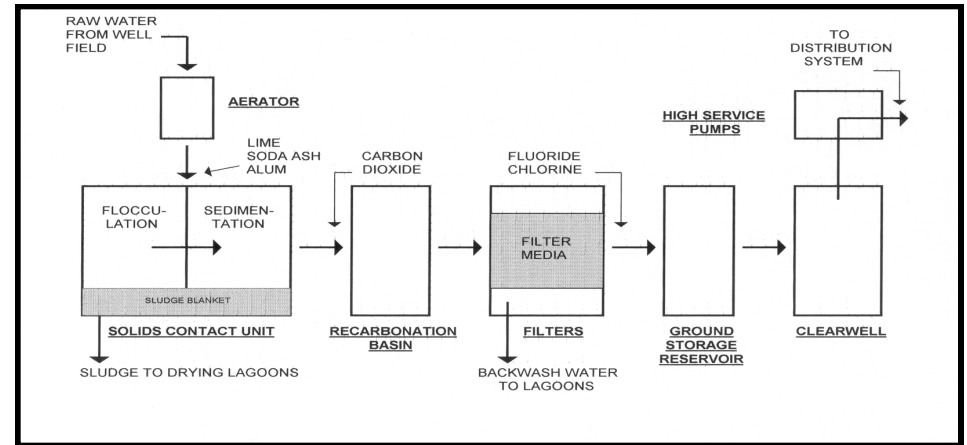 RAW WATER
FROM WELL
FIELD
AERATOR
LIME
SODA ASH
ALUM
CARBON
DIOXIDE
FLUORIDE
CHLORINE
HIGH SERVICE
PUMPS
TO
DISTRIBUTION
SYSTEM
FLOCCU-
LATION
SEDIMEN-
TATION
SLUDGE BLANKET
FILTER
MEDIA
SOLIDS CONTACT UNIT
RECARBONATION
BASIN
FILTERS
GROUND
STORAGE
RESERVOIR
CLEARWELL
SLUDGE TO DRYING LAGOONS
BACKWASH WATER
TO LAGOONS